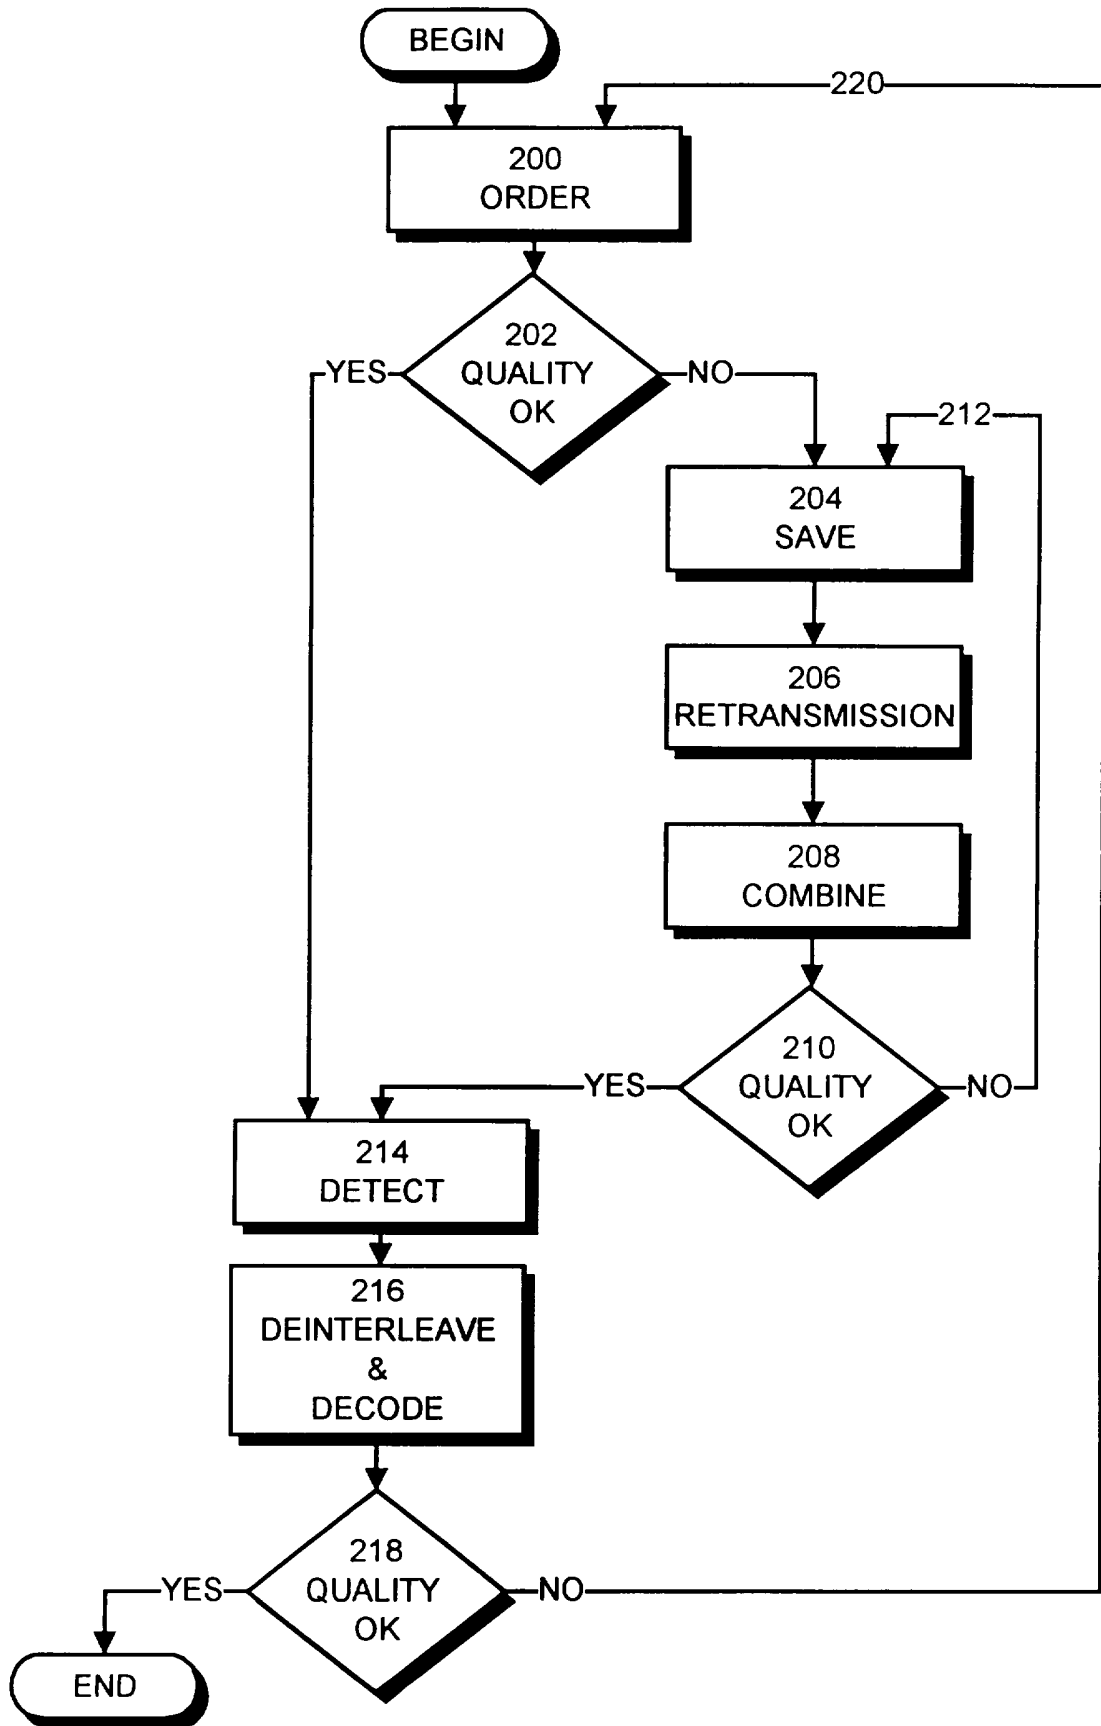 BEGIN
220
200
ORDER
202
QUALITY
OK
YES
NO
212
204
SAVE
206
RETRANSMISSION
208
COMBINE
210
QUALITY
OK
YES
NO
214
DETECT
216
DEINTERLEAVE
&
DECODE
218
QUALITY
OK
YES
NO
END